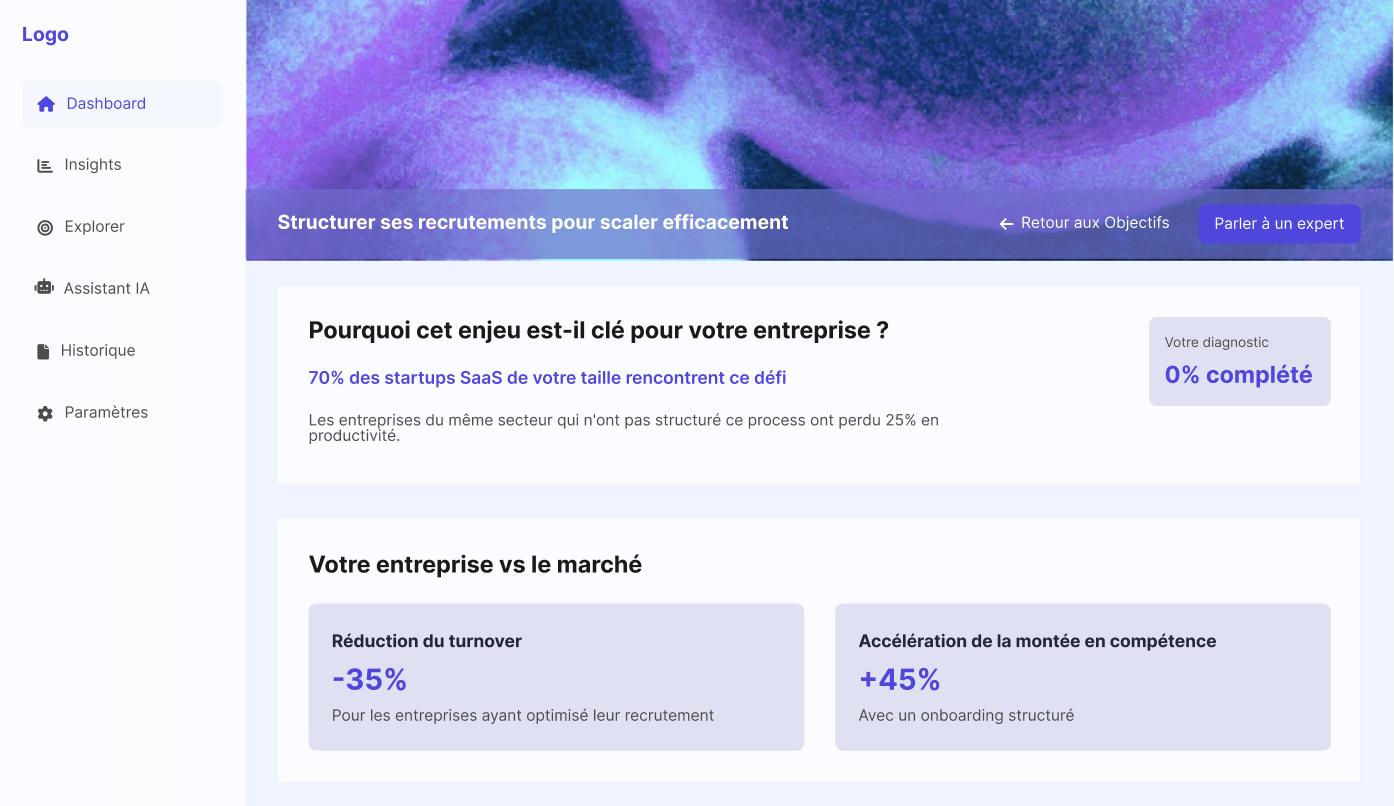 Logo
Dashboard
Insights
Explorer
Assistant IA
Historique
Paramètres
Structurer ses recrutements pour scaler efficacement
Retour aux Objectifs
Parler à un expert
Pourquoi cet enjeu est-il clé pour votre entreprise ?
70% des startups SaaS de votre taille rencontrent ce défi
Les entreprises du même secteur qui n'ont pas structuré ce process ont perdu 25% en
productivité.
Votre diagnostic
0% complété
Votre entreprise vs le marché
Réduction du turnover
-35%
Pour les entreprises ayant optimisé leur recrutement
Accélération de la montée en compétence
+45%
Avec un onboarding structuré